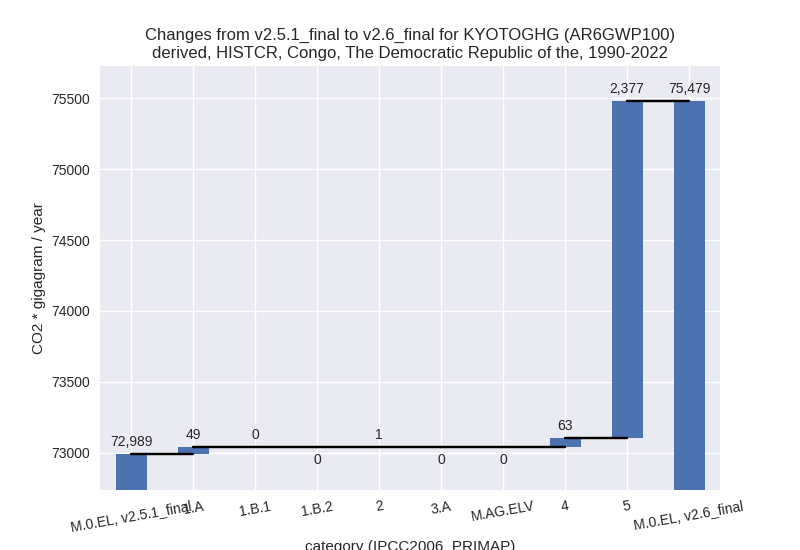 Changes from v2.5.1_final to v2.6_final for KYOTOGHG (AR6GWP100)
derived, HISTCR, Congo, The Democratic Republic of the, 1990-2022
2,377 75,479
75500
75000
74500
74000
73500
73000
CO2 * gigagram / year
72,989 49 0 1 63
0 0 0
M.0.EL, v2.5.1_final 1.A 1.B.1 1.B.2 2 3.A M.AG.ELV 4 5 M.0.EL, v2.6_final
category (IPCC2006_PRIMAP)